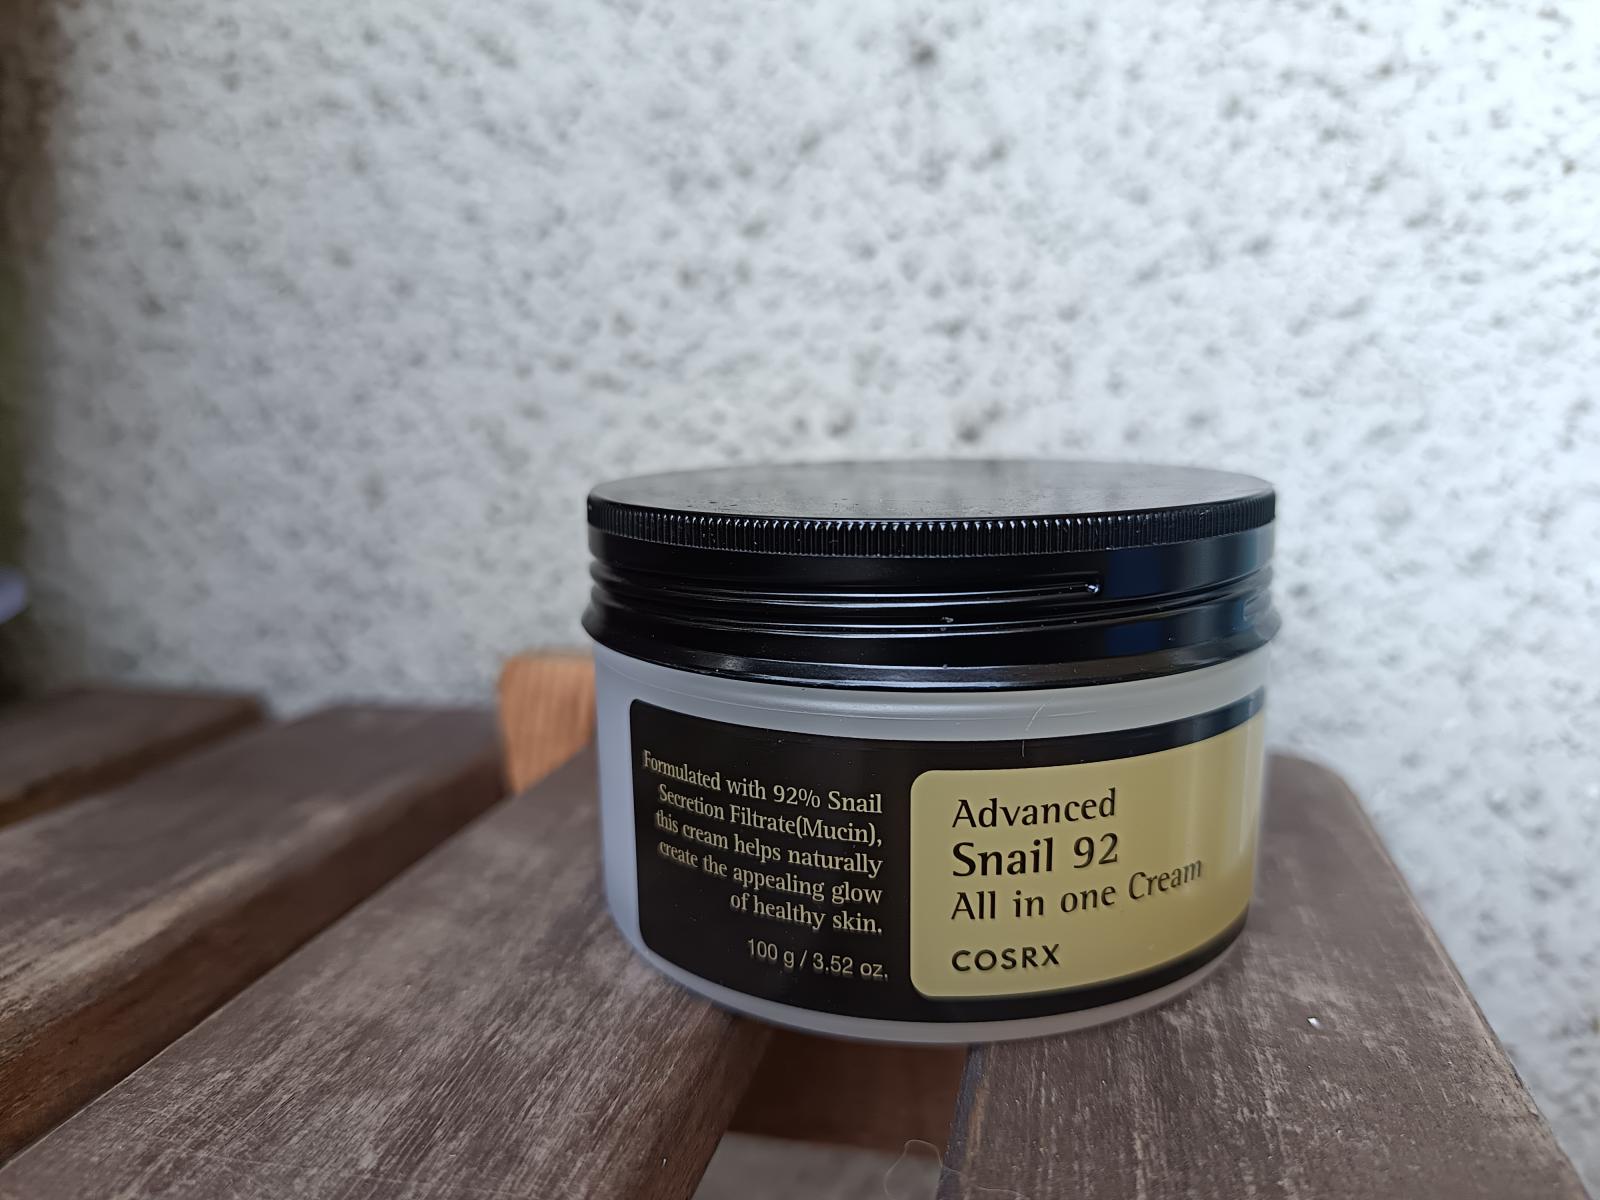 Formulated with 92% Snail
Secretion Filtrate(Mucin),
this cream helps naturally
create the appealing glow
of healthy skin.
100 g / 3.52 oz.
Advanced
Snail 92
All in one Cream
COSRX